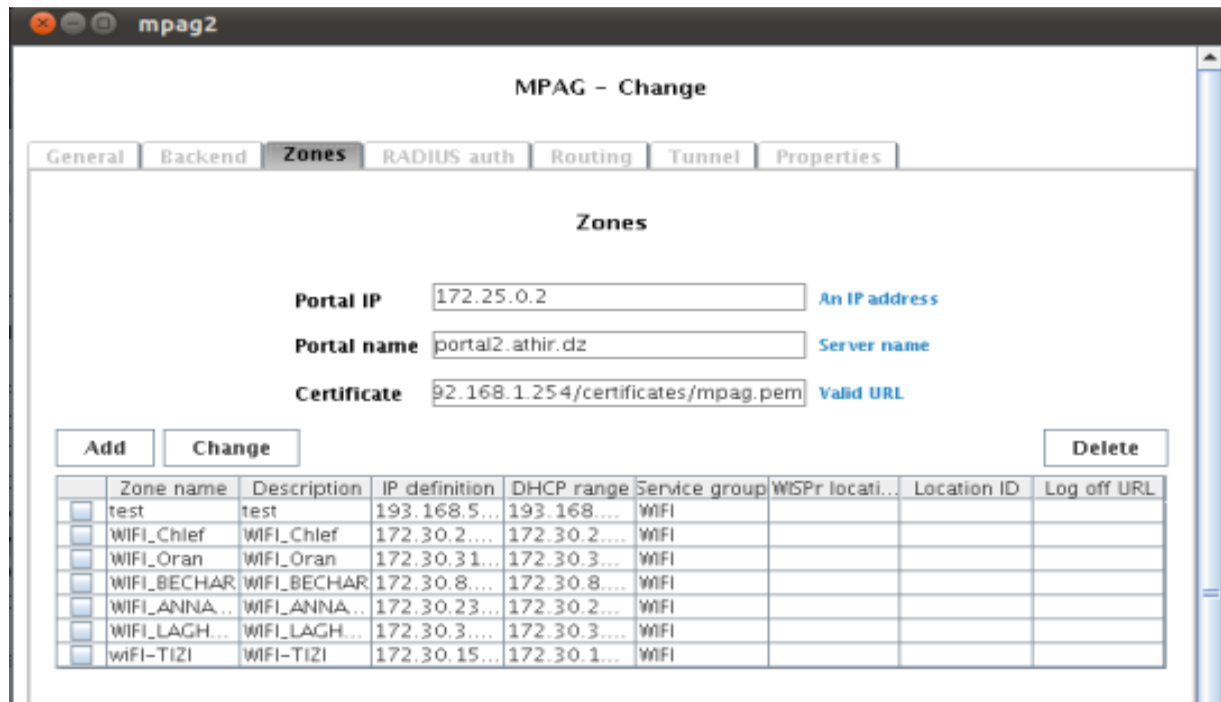 mpag2
MPAG - Change
General Backend Zones RADIUS auth Routing Tunnel Properties
Zones
Portal IP 172.25.0.2 An IP address
Portal name portal2.athir.dz Server name
Certificate 92.168.1.254/certificates/mpag.pem Valid URL
Add Change Delete
Zone name Description IP definition DHCP range Service group WISPr locati... Location ID Log off URL
test test 193.168.5... 193.168.... WIFI
WIFI_Chlef WIFI_Chlef 172.30.2.... 172.30.2.... WIFI
WIFI_Oran WIFI_Oran 172.30.31... 172.30.3... WIFI
WIFI_BECHAR WIFI_BECHAR 172.30.8.... 172.30.8.... WIFI
WIFI_ANNA... WIFI_ANNA... 172.30.23... 172.30.2... WIFI
WIFI_LAGH... WIFI_LAGH... 172.30.3.... 172.30.3.... WIFI
wiFI-TIZI WIFI-TIZI 172.30.15... 172.30.1... WIFI